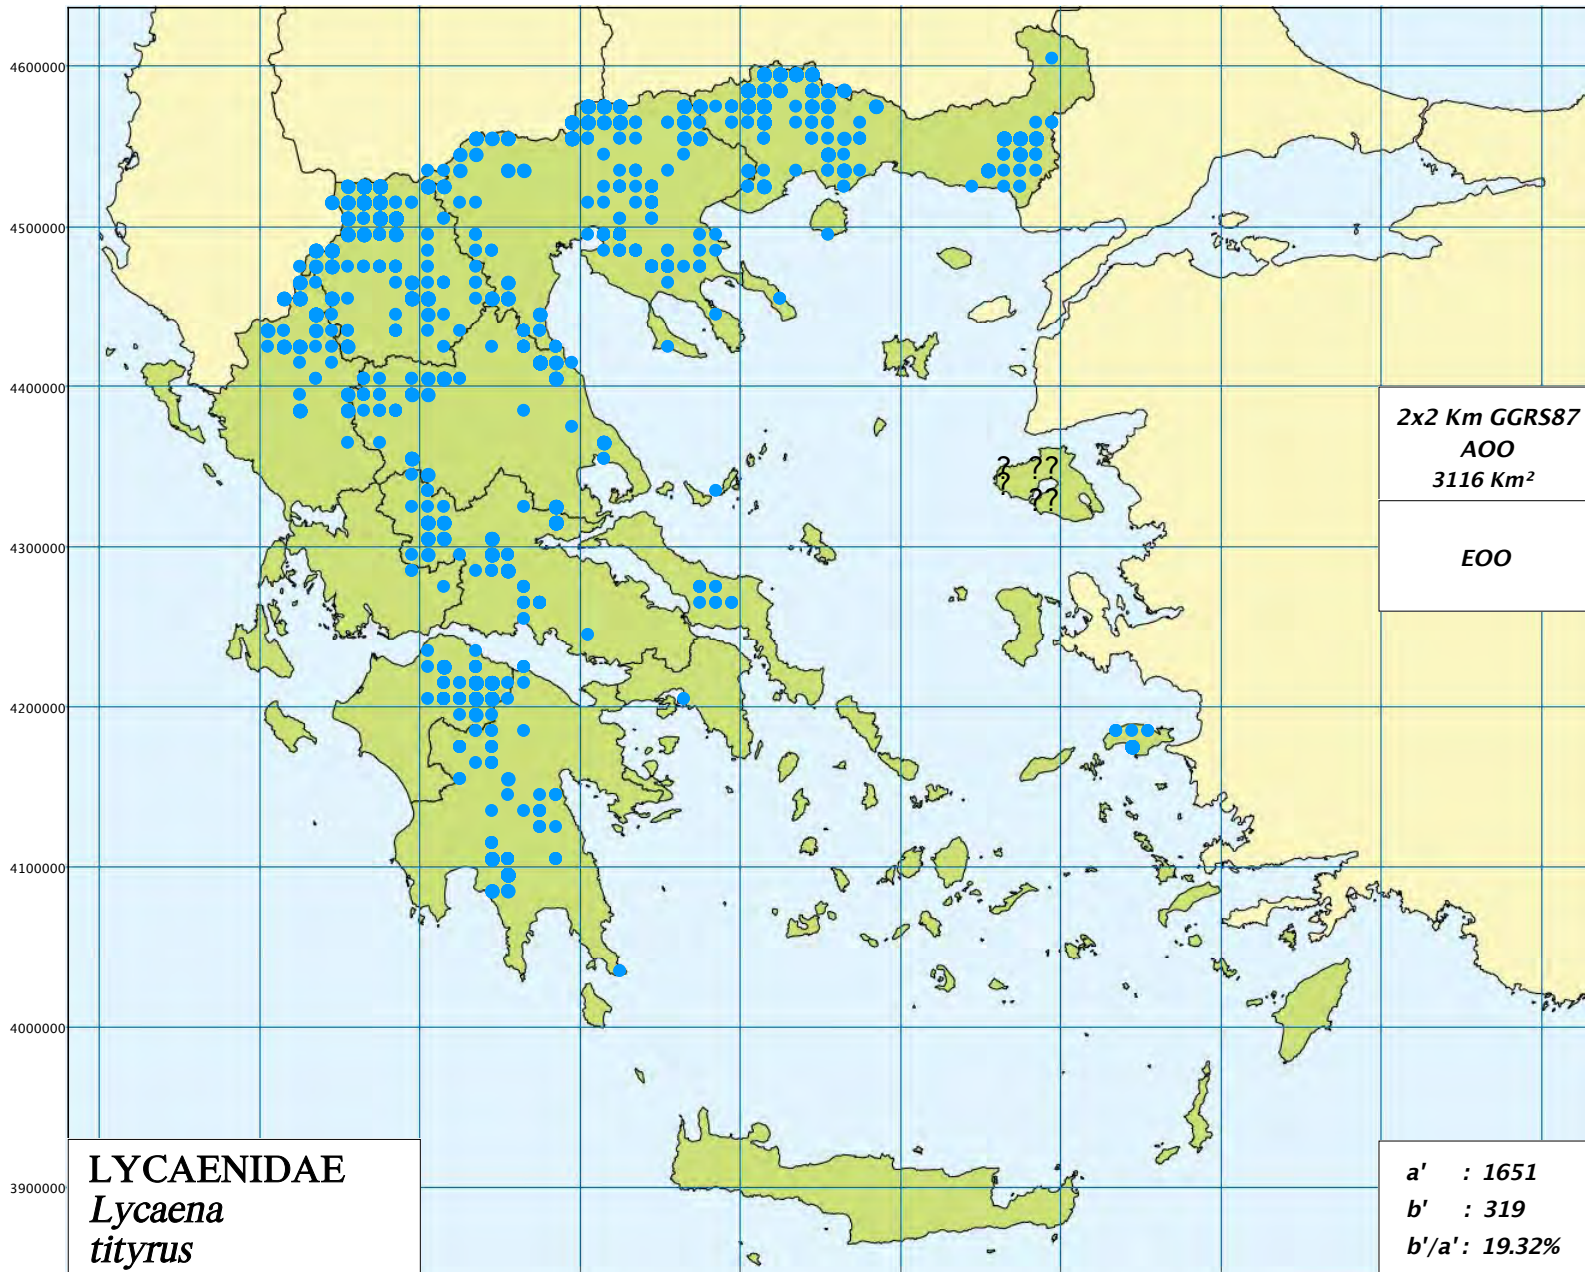 4600000
4500000
4400000
4300000
4200000
4100000
4000000
3900000
2x2 Km GGRS87
AOO
3116 Km²
EOO
? ??
?
??
LYCAENIDAE
Lycaena
tityrus
a' : 1651
b' : 319
b'/a' : 19.32%